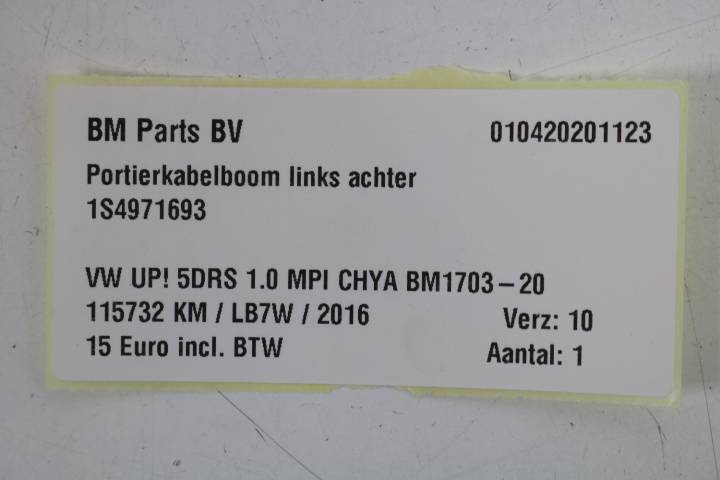 BM Parts BV 010420201123
Portierkabelboom links achter
1S4971693
VW UP! 5DRS 1.0 MPI CHYA BM1703-20
115732 KM / LB7W / 2016 Verz: 10
15 Euro incl. BTW Aantal: 1